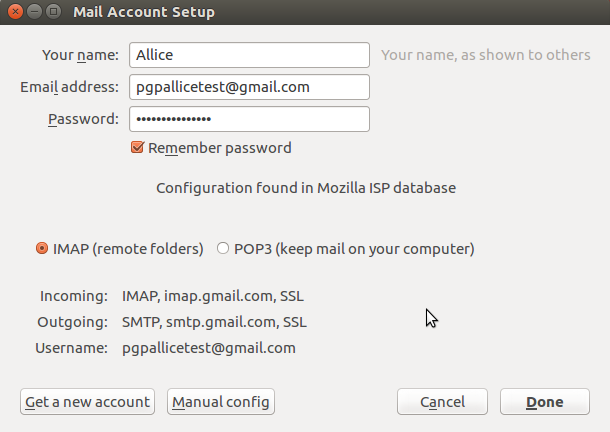 Mail Account Setup
Your name: Allice Your name, as shown to others
Email address: pgpallicetest@gmail.com
Password: •••••••••••••••
Remember password
Configuration found in Mozilla ISP database
IMAP (remote folders) POP3 (keep mail on your computer)
Incoming: IMAP, imap.gmail.com, SSL
Outgoing: SMTP, smtp.gmail.com, SSL
Username: pgpallicetest@gmail.com
Get a new account Manual config Cancel Done